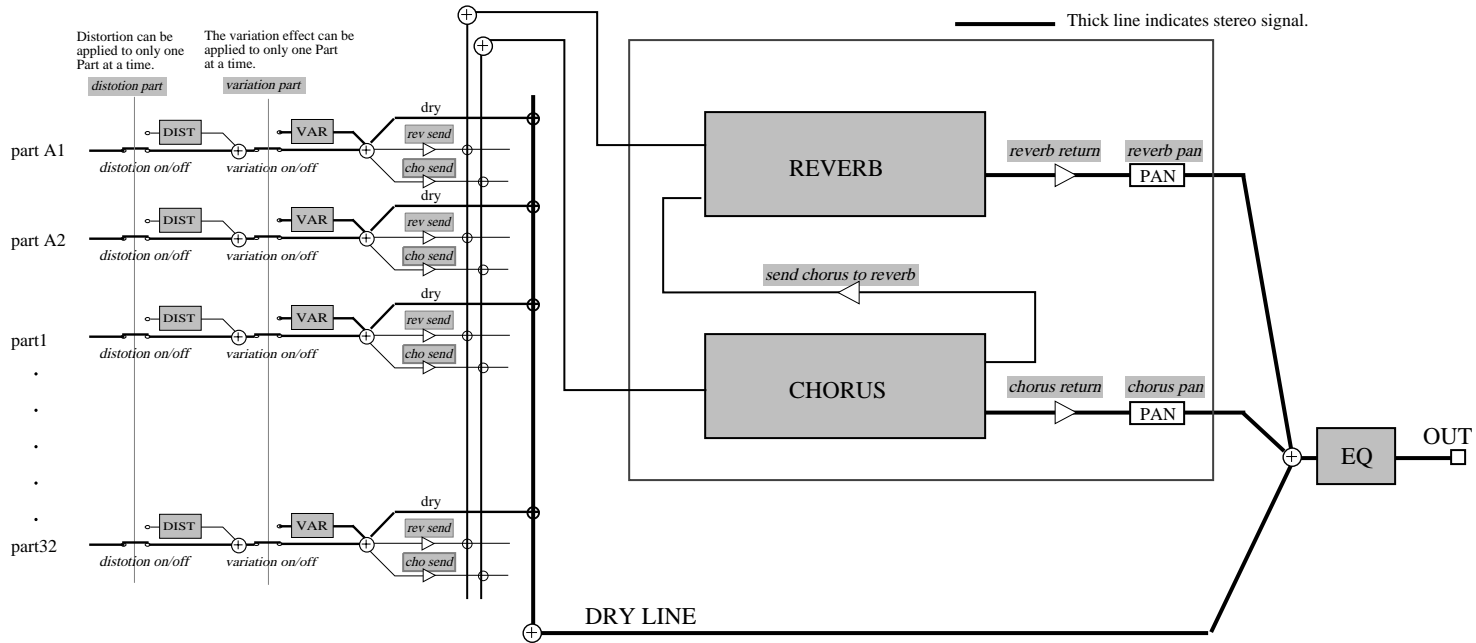 Thick line indicates stereo signal.
Distortion can be
applied to only one
Part at a time.
The variation effect can be
applied to only one Part
at a time.
distotion part
variation part
dry
DIST
VAR
rev send
part A1
distotion on/off
variation on/off
cho send
dry
DIST
VAR
rev send
part A2
distotion on/off
variation on/off
cho send
dry
DIST
VAR
rev send
part1
distotion on/off
variation on/off
cho send
dry
DIST
VAR
rev send
part32
distotion on/off
variation on/off
cho send
REVERB
reverb return
reverb pan
PAN
send chorus to reverb
CHORUS
chorus return
chorus pan
PAN
EQ
OUT
DRY LINE